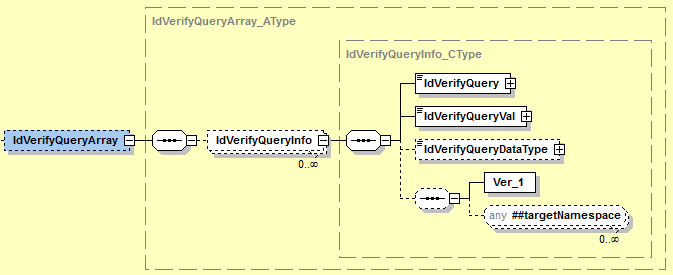 IdVerifyQueryArray_AType
IdVerifyQueryInfo_CType
IdVerifyQuery
IdVerifyQueryVal
IdVerifyQueryArray
IdVerifyQueryInfo
0..∞
IdVerifyQueryDataType
Ver_1
any ##targetNamespace
0..∞